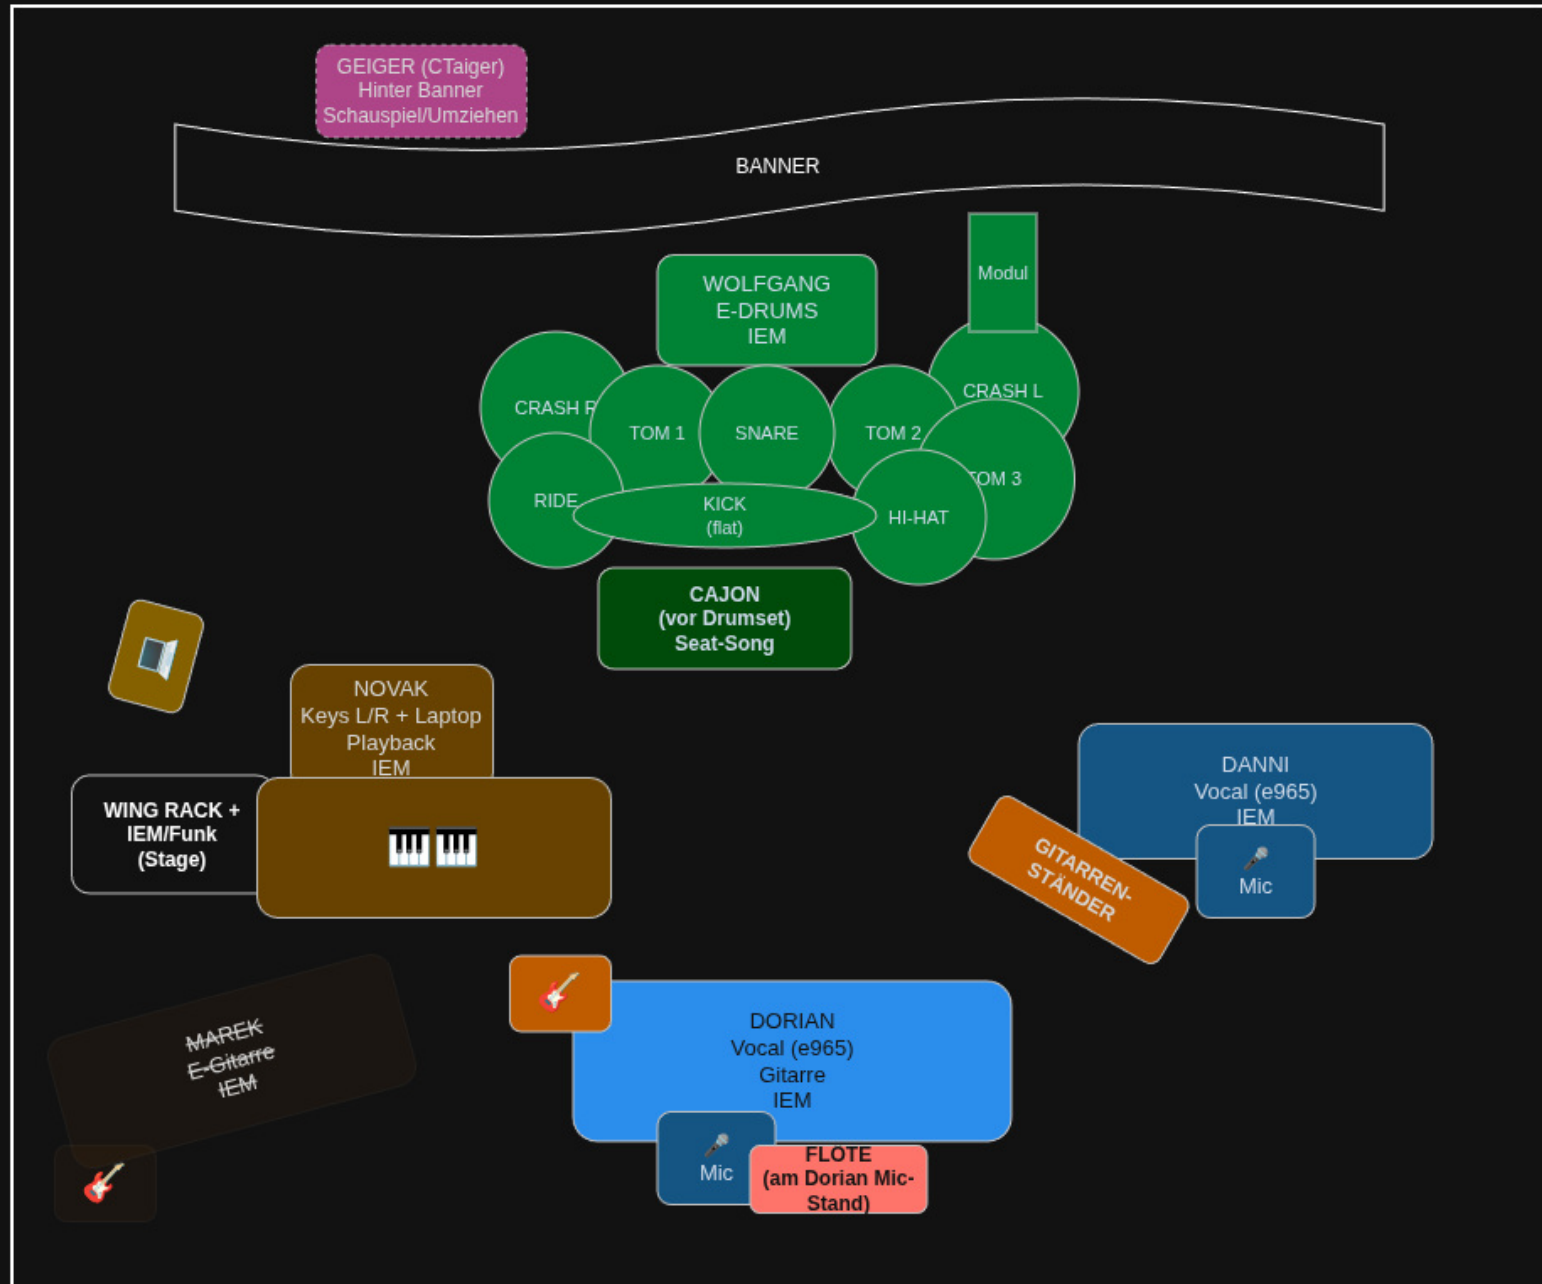 GEIGER (CTaiger)
Hinter Banner
Schauspiel/Umziehen
BANNER
Modul
WOLFGANG
E-DRUMS
IEM
CRASH L
CRASH R
TOM 1
SNARE
TOM 2
TOM 3
RIDE
KICK
(flat)
HI-HAT
CAJON
(vor Drumset)
Seat-Song
NOVAK
Keys L/R + Laptop
Playback
IEM
WING RACK +
IEM/Funk
(Stage)
DANNI
Vocal (e965)
IEM
Mic
GITARREN-
STÄNDER
MAREK
E-Gitarre
IEM
DORIAN
Vocal (e965)
Gitarre
IEM
Mic
FLÖTE
(am Dorian Mic-
Stand)